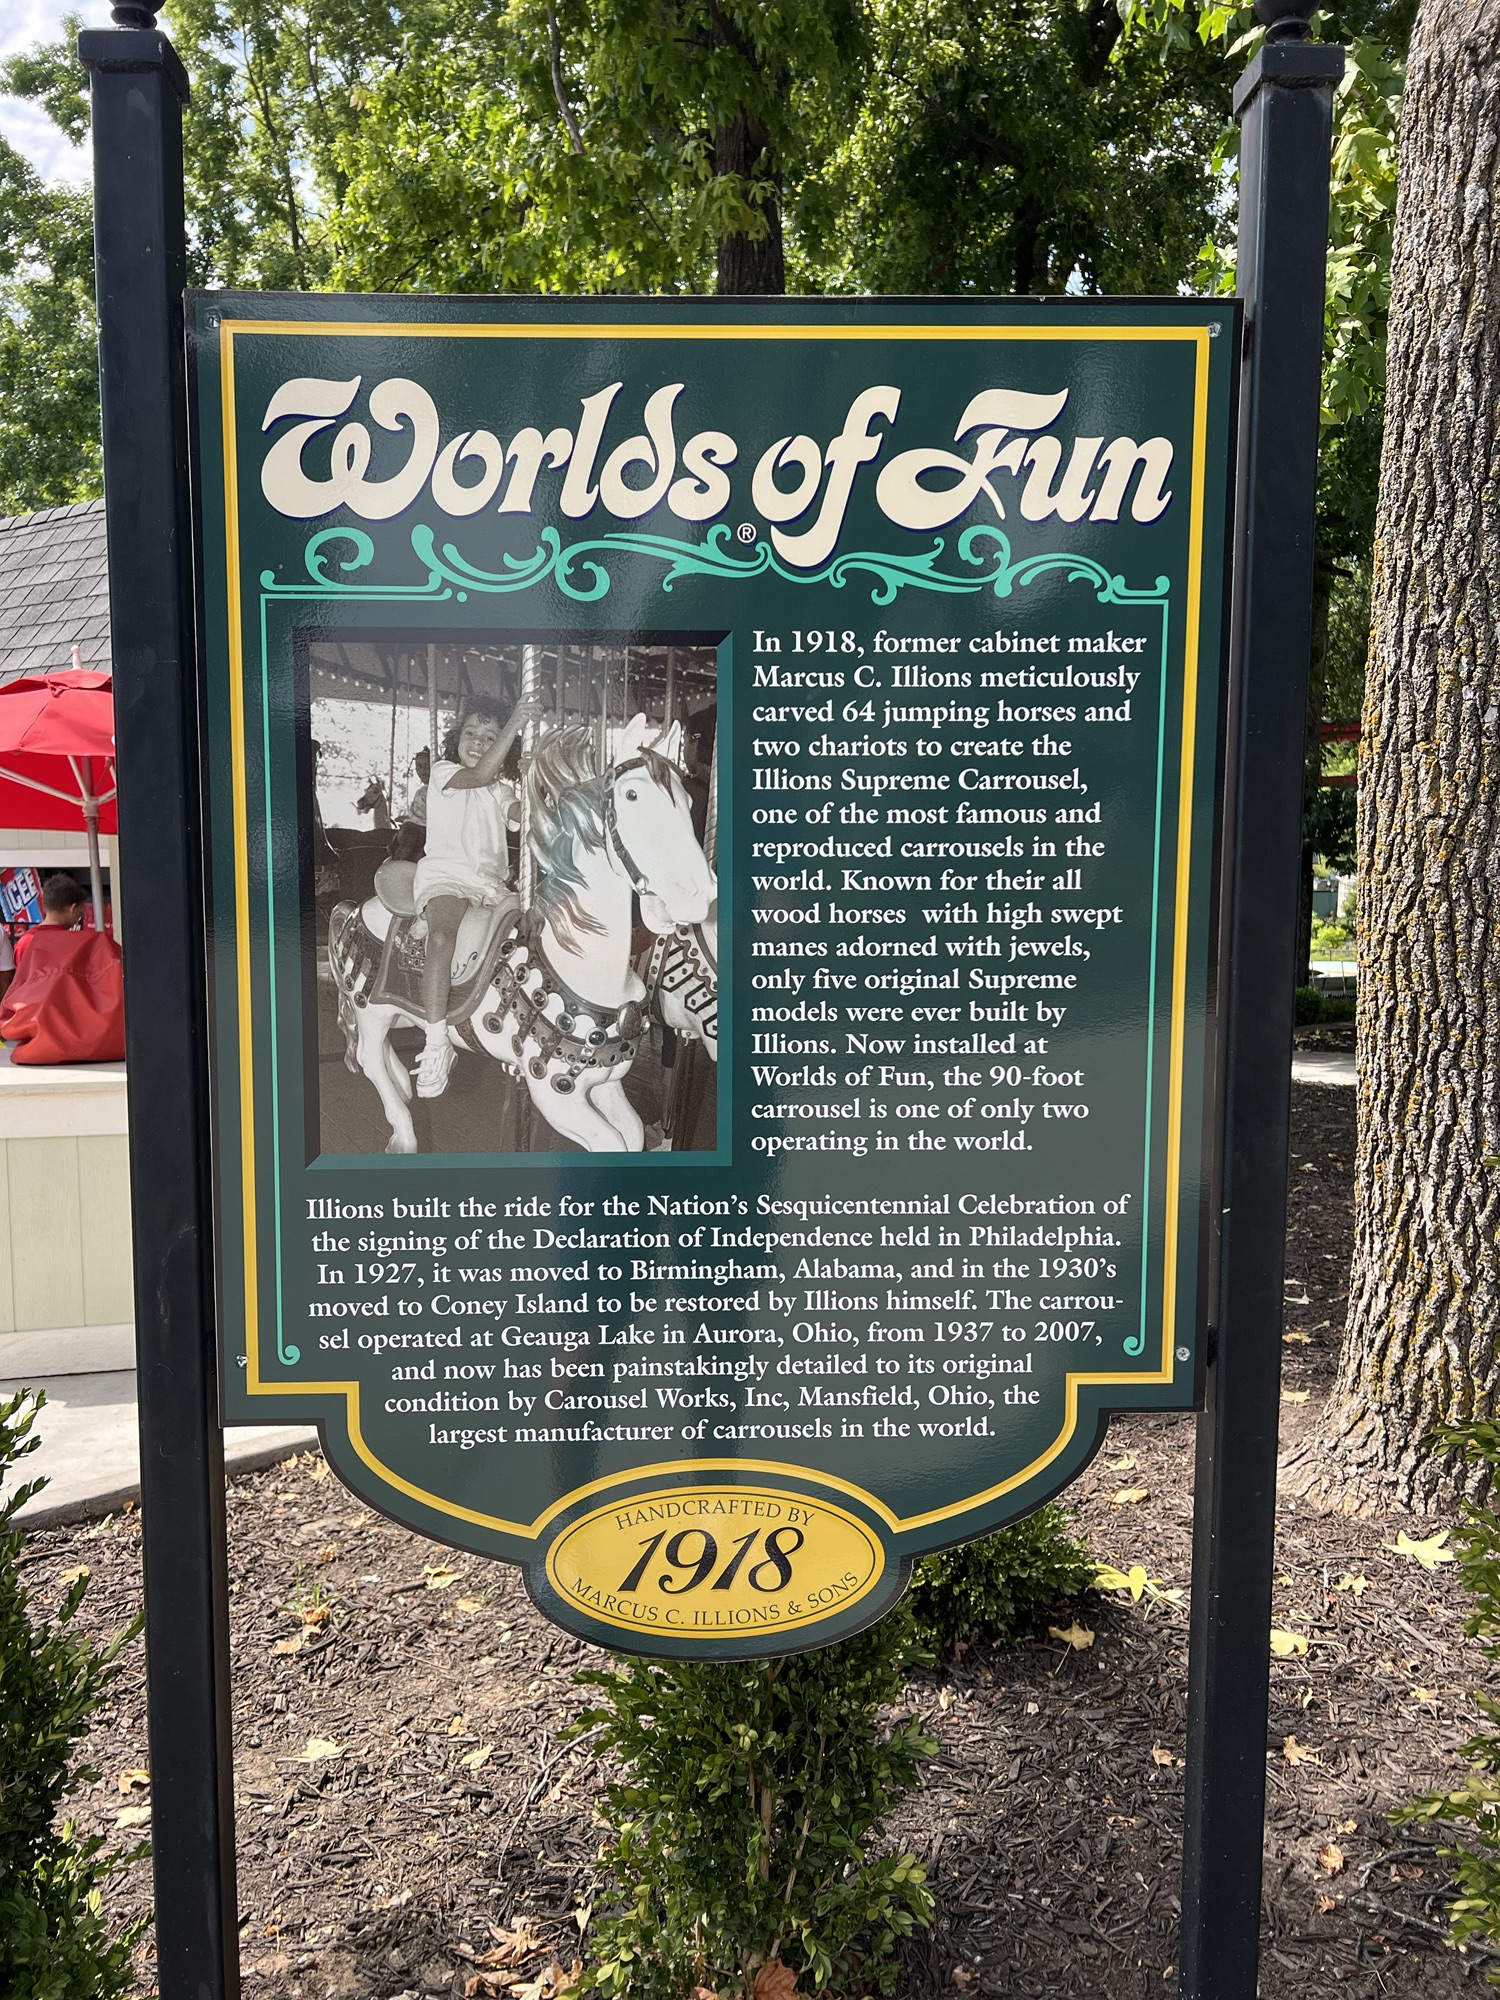 Worlds of Fun
®
In 1918, former cabinet maker
Marcus C. Illions meticulously
carved 64 jumping horses and
two chariots to create the
Illions Supreme Carrousel,
one of the most famous and
reproduced carrousels in the
world. Known for their all
wood horses with high swept
manes adorned with jewels,
only five original Supreme
models were ever built by
Illions. Now installed at
Worlds of Fun, the 90-foot
carrousel is one of only two
operating in the world.
Illions built the ride for the Nation's Sesquicentennial Celebration of
the signing of the Declaration of Independence held in Philadelphia.
In 1927, it was moved to Birmingham, Alabama, and in the 1930's
moved to Coney Island to be restored by Illions himself. The carrou-
sel operated at Geauga Lake in Aurora, Ohio, from 1937 to 2007,
and now has been painstakingly detailed to its original
condition by Carousel Works, Inc, Mansfield, Ohio, the
largest manufacturer of carrousels in the world.
HANDCRAFTED BY
1918
MARCUS C. ILLIONS & SONS
ICEE